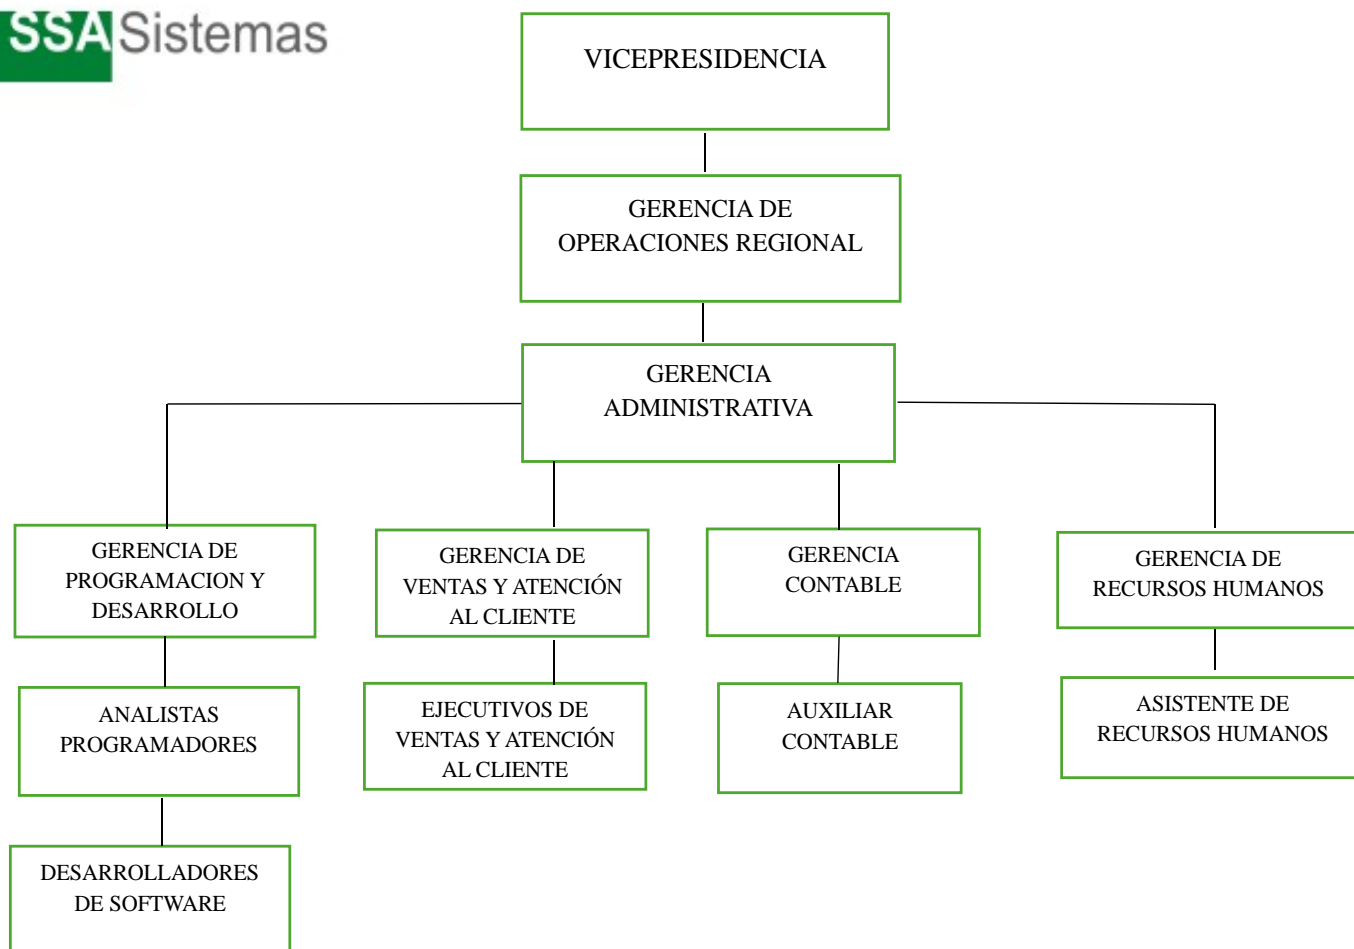 SSA Sistemas
VICEPRESIDENCIA
GERENCIA DE
OPERACIONES REGIONAL
GERENCIA
ADMINISTRATIVA
GERENCIA DE
PROGRAMACION Y
DESARROLLO
GERENCIA DE
VENTAS Y ATENCIÓN
AL CLIENTE
GERENCIA
CONTABLE
GERENCIA DE
RECURSOS HUMANOS
ANALISTAS
PROGRAMADORES
EJECUTIVOS DE
VENTAS Y ATENCIÓN
AL CLIENTE
AUXILIAR
CONTABLE
ASISTENTE DE
RECURSOS HUMANOS
DESARROLLADORES
DE SOFTWARE